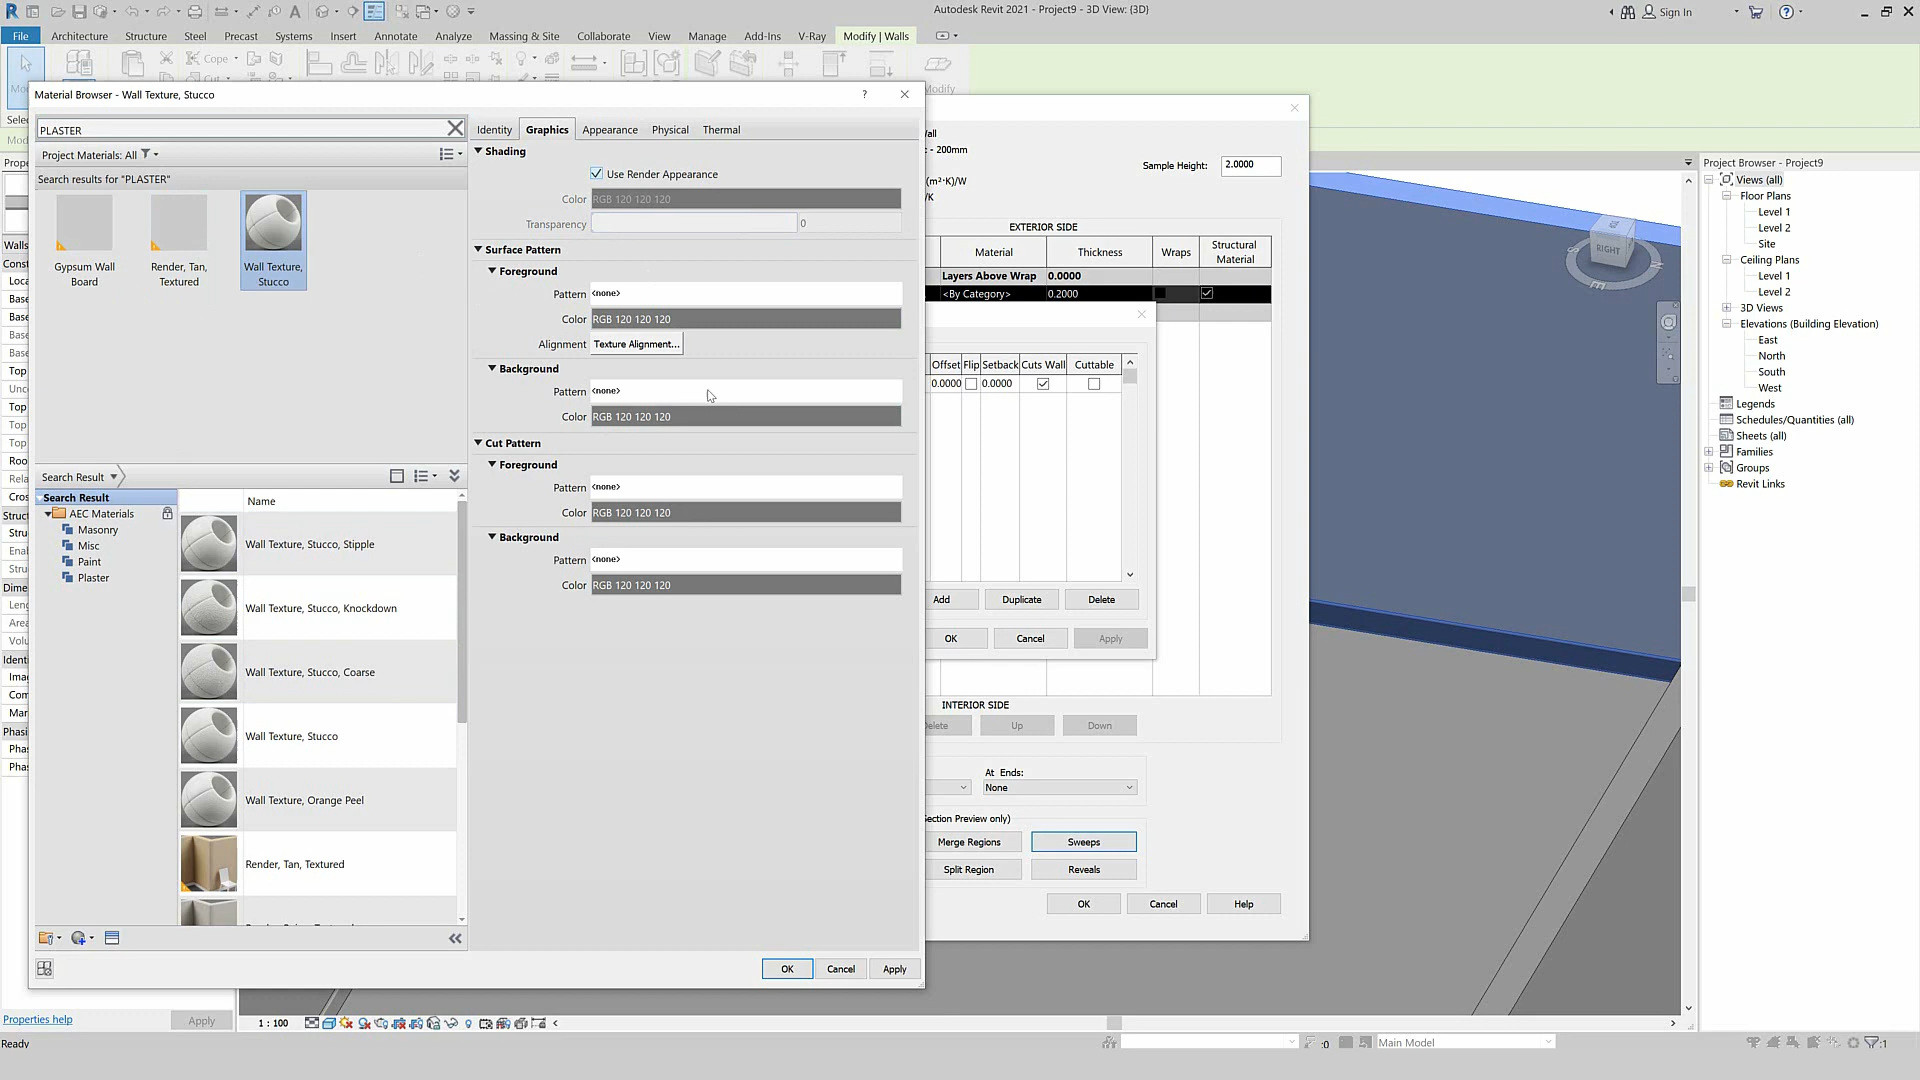 Autodesk Revit 2021 - Project9 - 3D View: {3D}
Sign In
File
Architecture
Structure
Steel
Precast
Systems
Insert
Annotate
Analyze
Massing & Site
Collaborate
View
Manage
Add-Ins
V-Ray
Modify | Walls
Cope
Material Browser - Wall Texture, Stucco
PLASTER
Project Materials: All
Search results for "PLASTER"
Gypsum Wall Board
Render, Tan, Textured
Wall Texture, Stucco
Search Result
Search Result
AEC Materials
Masonry
Misc
Paint
Plaster
Name
Wall Texture, Stucco, Stipple
Wall Texture, Stucco, Knockdown
Wall Texture, Stucco, Coarse
Wall Texture, Stucco
Wall Texture, Orange Peel
Render, Tan, Textured
Identity
Graphics
Appearance
Physical
Thermal
Shading
Use Render Appearance
Color
RGB 120 120 120
Transparency
0
Surface Pattern
Foreground
Pattern
<none>
Color
RGB 120 120 120
Alignment
Texture Alignment...
Background
Pattern
<none>
Color
RGB 120 120 120
Cut Pattern
Foreground
Pattern
<none>
Color
RGB 120 120 120
Background
Pattern
<none>
Color
RGB 120 120 120
OK
Cancel
Apply
- 200mm
(m²·K)/W
Sample Height:
2.0000
EXTERIOR SIDE
Material
Thickness
Wraps
Structural Material
Layers Above Wrap
0.0000
<By Category>
0.2000
Offset
Flip
Setback
Cuts Wall
Cuttable
0.0000
0.0000
Add
Duplicate
Delete
OK
Cancel
Apply
INTERIOR SIDE
Up
Down
At Ends:
None
Section Preview only)
Merge Regions
Sweeps
Split Region
Reveals
OK
Cancel
Help
RIGHT
Project Browser - Project9
Views (all)
Floor Plans
Level 1
Level 2
Site
Ceiling Plans
Level 1
Level 2
3D Views
Elevations (Building Elevation)
East
North
South
West
Legends
Schedules/Quantities (all)
Sheets (all)
Families
Groups
Revit Links
Properties help
Apply
1 : 100
Ready
:0
Main Model
:1